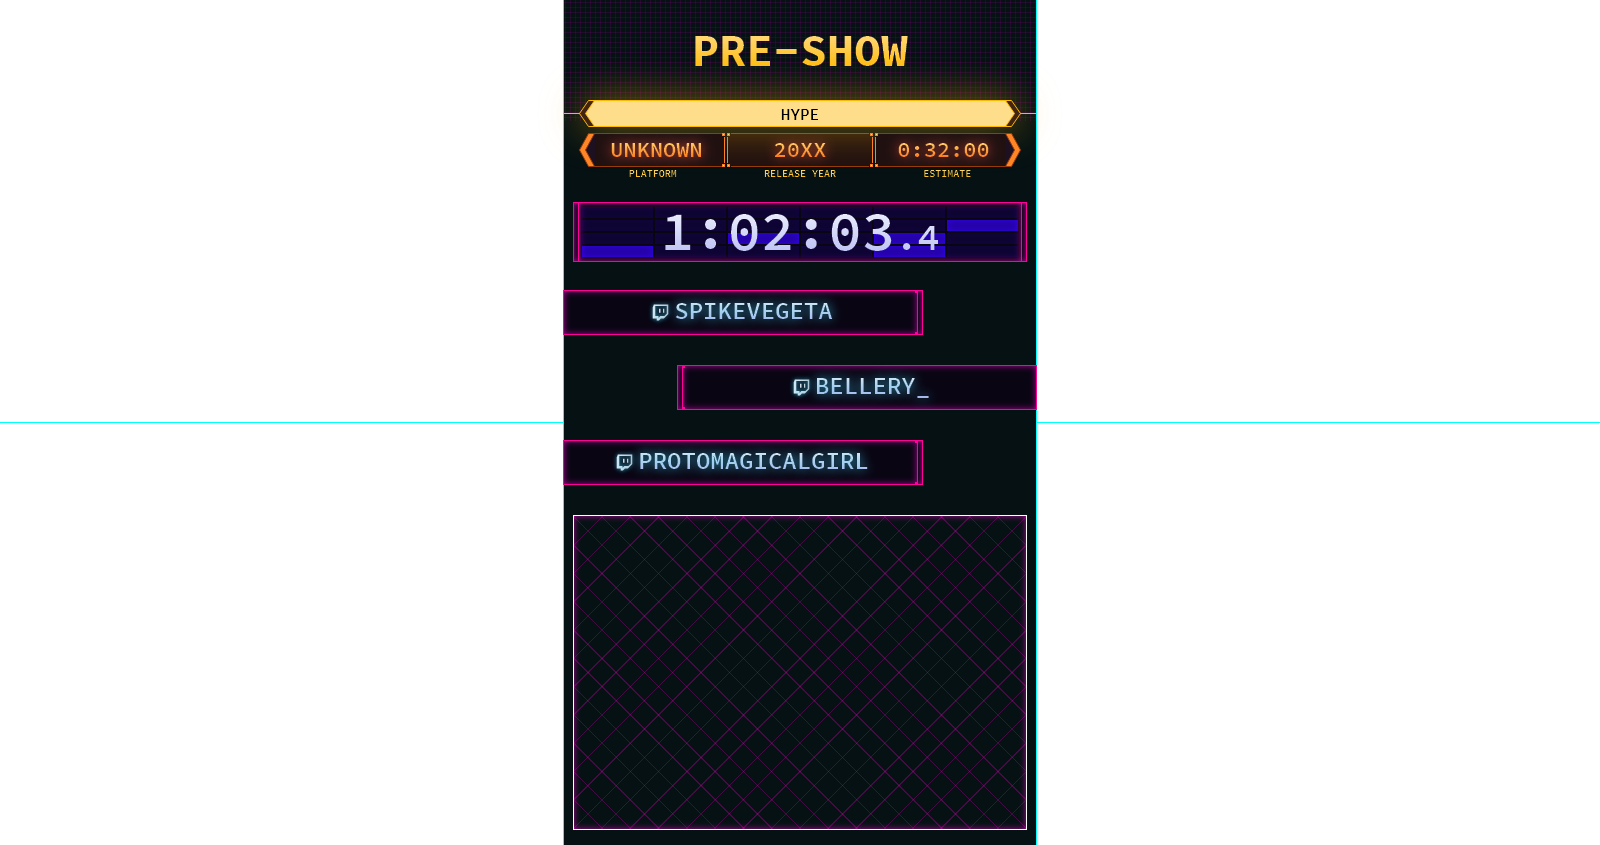 PRE-SHOW
HYPE
UNKNOWN 20XX 0:32:00
PLATFORM RELEASE YEAR ESTIMATE
1:02:03.4
SPIKEVEGETA
BELLERY_
PROTOMAGICALGIRL